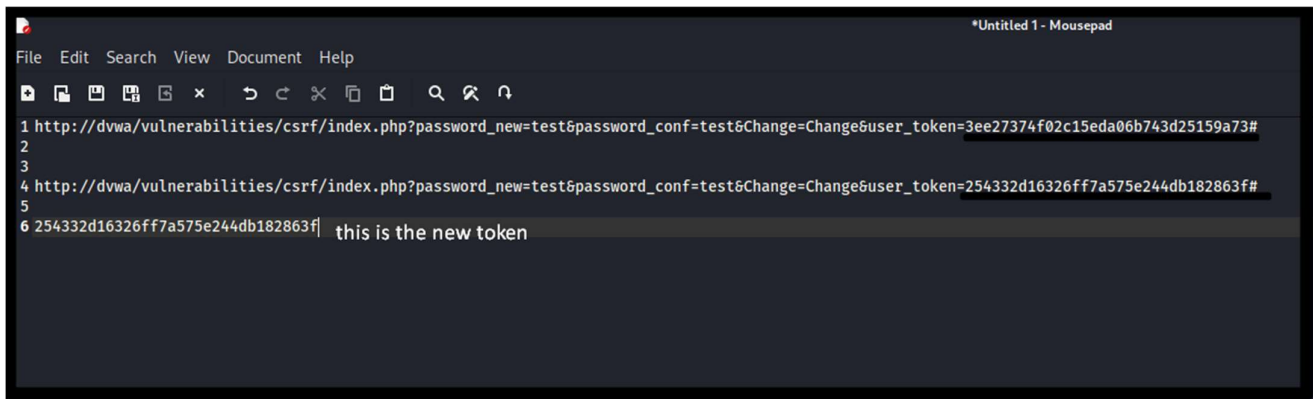 *Untitled 1 - Mousepad
File Edit Search View Document Help
1 http://dvwa/vulnerabilities/csrf/index.php?password_new=test&password_conf=test&Change=Change&user_token=3ee27374f02c15eda06b743d25159a73#
2
3
4 http://dvwa/vulnerabilities/csrf/index.php?password_new=test&password_conf=test&Change=Change&user_token=254332d16326ff7a575e244db182863f#
5
6 254332d16326ff7a575e244db182863f this is the new token